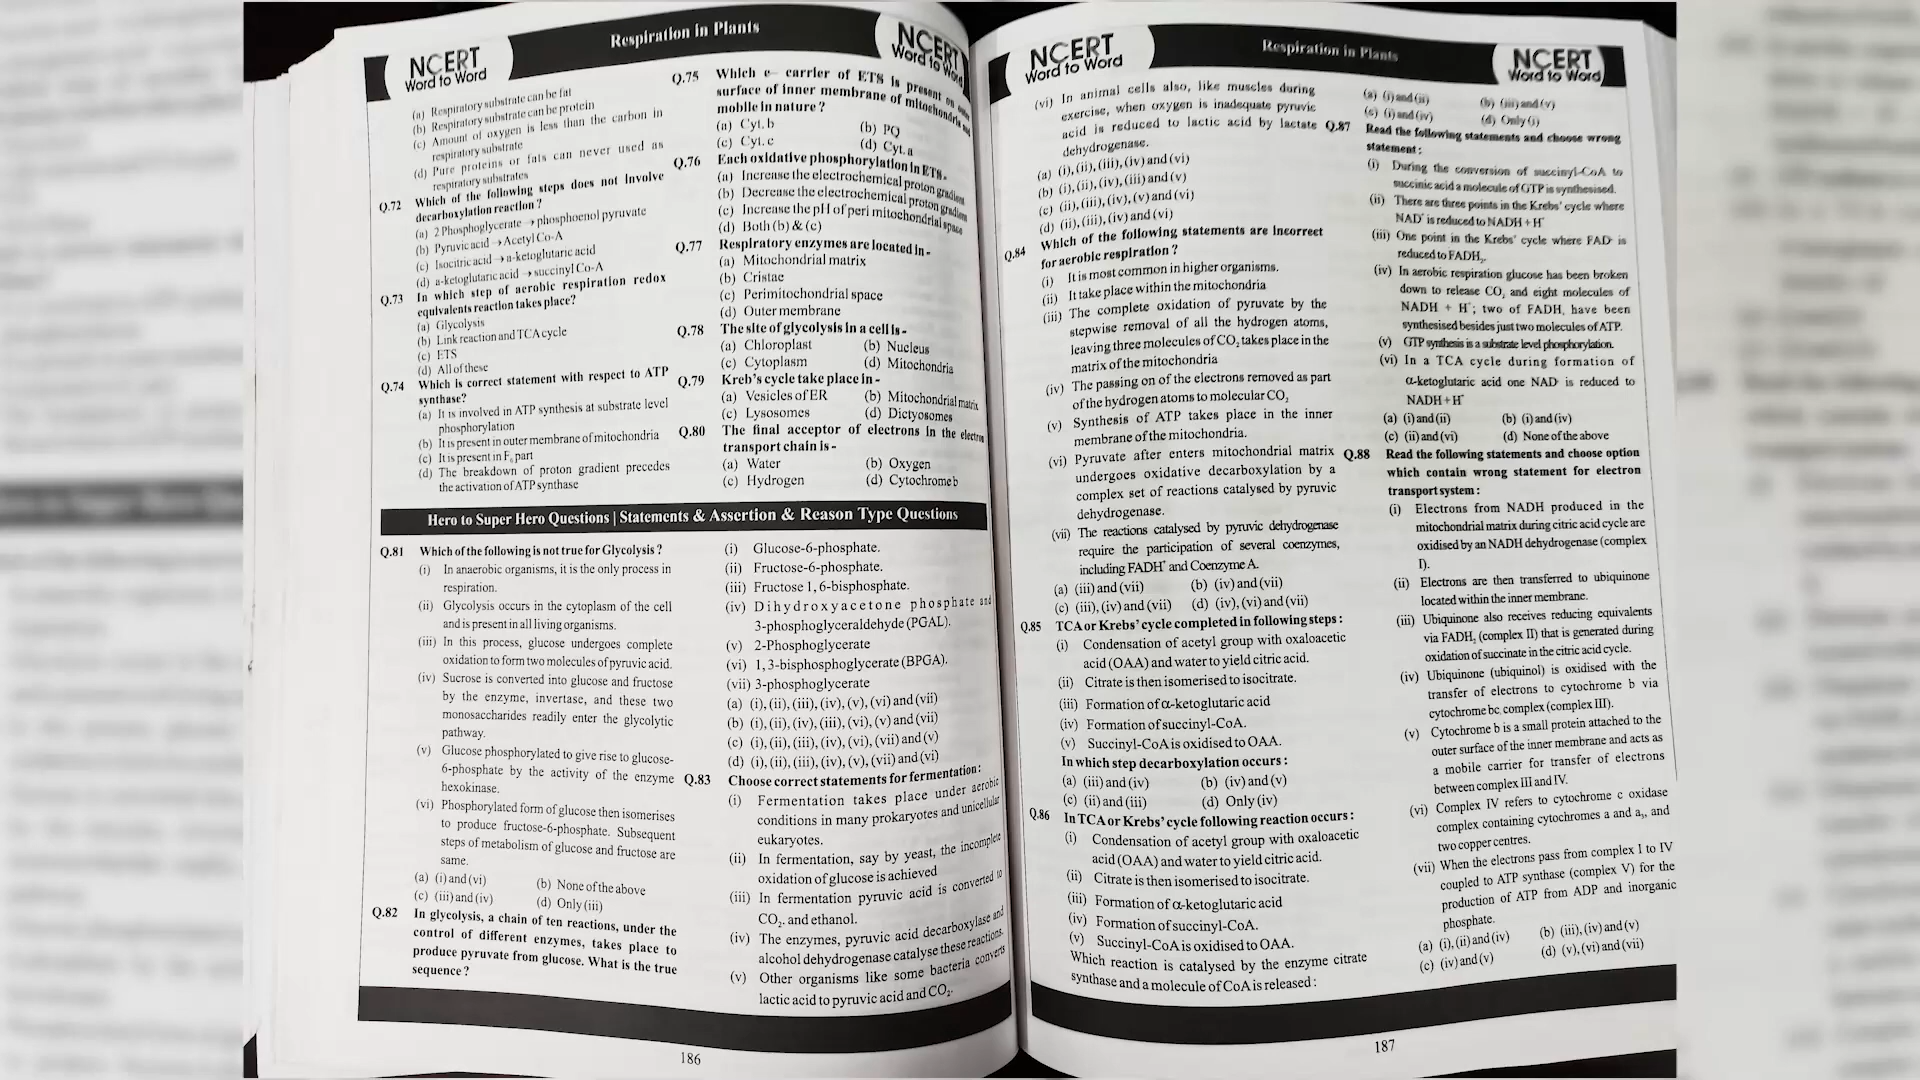 NCERT
Word to Word
Respiration in Plants
NCERT
Word to Word
(a) Respiratory substrate can be fat
(b) Respiratory substrate can be protein
(c) Amount of oxygen is less than the carbon in
respiratory substrate
(d) Pure proteins or fats can never used as
respiratory substrates
Q.72 Which of the following steps does not involve
decarboxylation reaction ?
(a) 2 Phosphoglycerate → phosphoenol pyruvate
(b) Pyruvic acid → Acetyl Co-A
(c) Isocitric acid → α-ketoglutaric acid
(d) α-ketoglutaric acid → succinyl Co-A
Q.73 In which step of aerobic respiration redox
equivalents reaction takes place?
(a) Glycolysis
(b) Link reaction and TCA cycle
(c) ETS
(d) All of these
Q.74 Which is correct statement with respect to ATP
synthase?
(a) It is involved in ATP synthesis at substrate level
phosphorylation
(b) It is present in outer membrane of mitochondria
(c) It is present in F₀ part
(d) The breakdown of proton gradient precedes
the activation of ATP synthase
Q.75 Which e– carrier of ETS is present on outer
surface of inner membrane of mitochondria and
mobile in nature ?
(a) Cyt. b (b) PQ
(c) Cyt. c (d) Cyt. a
Q.76 Each oxidative phosphorylation in ETS -
(a) Increase the electrochemical proton gradient
(b) Decrease the electrochemical proton gradient
(c) Increase the pH of peri mitochondrial space
(d) Both (b) & (c)
Q.77 Respiratory enzymes are located in -
(a) Mitochondrial matrix
(b) Cristae
(c) Perimitochondrial space
(d) Outer membrane
Q.78 The site of glycolysis in a cell is -
(a) Chloroplast (b) Nucleus
(c) Cytoplasm (d) Mitochondria
Q.79 Kreb's cycle take place in -
(a) Vesicles of ER (b) Mitochondrial matrix
(c) Lysosomes (d) Dictyosomes
Q.80 The final acceptor of electrons in the electron
transport chain is -
(a) Water (b) Oxygen
(c) Hydrogen (d) Cytochrome b
Hero to Super Hero Questions | Statements & Assertion & Reason Type Questions
Q.81 Which of the following is not true for Glycolysis ?
(i) In anaerobic organisms, it is the only process in
respiration.
(ii) Glycolysis occurs in the cytoplasm of the cell
and is present in all living organisms.
(iii) In this process, glucose undergoes complete
oxidation to form two molecules of pyruvic acid.
(iv) Sucrose is converted into glucose and fructose
by the enzyme, invertase, and these two
monosaccharides readily enter the glycolytic
pathway.
(v) Glucose phosphorylated to give rise to glucose-
6-phosphate by the activity of the enzyme
hexokinase.
(vi) Phosphorylated form of glucose then isomerises
to produce fructose-6-phosphate. Subsequent
steps of metabolism of glucose and fructose are
same.
(a) (i) and (vi) (b) None of the above
(c) (iii) and (iv) (d) Only (iii)
Q.82 In glycolysis, a chain of ten reactions, under the
control of different enzymes, takes place to
produce pyruvate from glucose. What is the true
sequence ?
(i) Glucose-6-phosphate.
(ii) Fructose-6-phosphate.
(iii) Fructose 1, 6-bisphosphate.
(iv) Dihydroxyacetone phosphate and
3-phosphoglyceraldehyde (PGAL).
(v) 2-Phosphoglycerate
(vi) 1, 3-bisphosphoglycerate (BPGA).
(vii) 3-phosphoglycerate
(a) (i), (ii), (iii), (iv), (v), (vi) and (vii)
(b) (i), (ii), (iv), (iii), (vi), (v) and (vii)
(c) (i), (ii), (iii), (iv), (vi), (vii) and (v)
(d) (i), (ii), (iii), (iv), (v), (vii) and (vi)
Q.83 Choose correct statements for fermentation :
(i) Fermentation takes place under aerobic
conditions in many prokaryotes and unicellular
eukaryotes.
(ii) In fermentation, say by yeast, the incomplete
oxidation of glucose is achieved
(iii) In fermentation pyruvic acid is converted to
CO₂. and ethanol.
(iv) The enzymes, pyruvic acid decarboxylase and
alcohol dehydrogenase catalyse these reactions.
(v) Other organisms like some bacteria converts
lactic acid to pyruvic acid and CO₂.
186
NCERT
Word to Word
Respiration in Plants
NCERT
Word to Word
(vi) In animal cells also, like muscles during
exercise, when oxygen is inadequate pyruvic
acid is reduced to lactic acid by lactate
dehydrogenase.
(a) (i), (ii), (iii), (iv) and (vi)
(b) (i), (ii), (iv), (iii) and (v)
(c) (ii), (iii), (iv), (v) and (vi)
(d) (ii), (iii), (iv) and (vi)
Q.84 Which of the following statements are incorrect
for aerobic respiration ?
(i) It is most common in higher organisms.
(ii) It take place within the mitochondria
(iii) The complete oxidation of pyruvate by the
stepwise removal of all the hydrogen atoms,
leaving three molecules of CO₂ takes place in the
matrix of the mitochondria
(iv) The passing on of the electrons removed as part
of the hydrogen atoms to molecular CO₂
(v) Synthesis of ATP takes place in the inner
membrane of the mitochondria.
(vi) Pyruvate after enters mitochondrial matrix
undergoes oxidative decarboxylation by a
complex set of reactions catalysed by pyruvic
dehydrogenase.
(vii) The reactions catalysed by pyruvic dehydrogenase
require the participation of several coenzymes,
including FADH⁺ and Coenzyme A.
(a) (iii) and (vii) (b) (iv) and (vii)
(c) (iii), (iv) and (vii) (d) (iv), (vi) and (vii)
Q.85 TCA or Krebs' cycle completed in following steps :
(i) Condensation of acetyl group with oxaloacetic
acid (OAA) and water to yield citric acid.
(ii) Citrate is then isomerised to isocitrate.
(iii) Formation of α-ketoglutaric acid
(iv) Formation of succinyl-CoA.
(v) Succinyl-CoA is oxidised to OAA.
In which step decarboxylation occurs :
(a) (iii) and (iv) (b) (iv) and (v)
(c) (ii) and (iii) (d) Only (iv)
Q.86 In TCA or Krebs' cycle following reaction occurs :
(i) Condensation of acetyl group with oxaloacetic
acid (OAA) and water to yield citric acid.
(ii) Citrate is then isomerised to isocitrate.
(iii) Formation of α-ketoglutaric acid
(iv) Formation of succinyl-CoA.
(v) Succinyl-CoA is oxidised to OAA.
Which reaction is catalysed by the enzyme citrate
synthase and a molecule of CoA is released :
(a) (i) and (ii) (b) (iii) and (v)
(c) (i) and (iv) (d) Only (i)
Q.87 Read the following statements and choose wrong
statement :
(i) During the conversion of succinyl-CoA to
succinic acid a molecule of GTP is synthesised.
(ii) There are three points in the Krebs' cycle where
NAD⁺ is reduced to NADH + H⁺
(iii) One point in the Krebs' cycle where FAD⁺ is
reduced to FADH₂.
(iv) In aerobic respiration glucose has been broken
down to release CO₂ and eight molecules of
NADH + H⁺; two of FADH₂ have been
synthesised besides just two molecules of ATP.
(v) GTP synthesis is a substrate level phosphorylation.
(vi) In a TCA cycle during formation of
α-ketoglutaric acid one NAD⁺ is reduced to
NADH + H⁺
(a) (i) and (ii) (b) (i) and (iv)
(c) (ii) and (vi) (d) None of the above
Q.88 Read the following statements and choose option
which contain wrong statement for electron
transport system :
(i) Electrons from NADH produced in the
mitochondrial matrix during citric acid cycle are
oxidised by an NADH dehydrogenase (complex
I).
(ii) Electrons are then transferred to ubiquinone
located within the inner membrane.
(iii) Ubiquinone also receives reducing equivalents
via FADH₂ (complex II) that is generated during
oxidation of succinate in the citric acid cycle.
(iv) Ubiquinone (ubiquinol) is oxidised with the
transfer of electrons to cytochrome b via
cytochrome bc₁ complex (complex III).
(v) Cytochrome b is a small protein attached to the
outer surface of the inner membrane and acts as
a mobile carrier for transfer of electrons
between complex III and IV.
(vi) Complex IV refers to cytochrome c oxidase
complex containing cytochromes a and a₃, and
two copper centres.
(vii) When the electrons pass from complex I to IV
coupled to ATP synthase (complex V) for the
production of ATP from ADP and inorganic
phosphate.
(a) (i), (ii) and (iv) (b) (iii), (iv) and (v)
(c) (iv) and (v) (d) (v), (vi) and (vii)
187